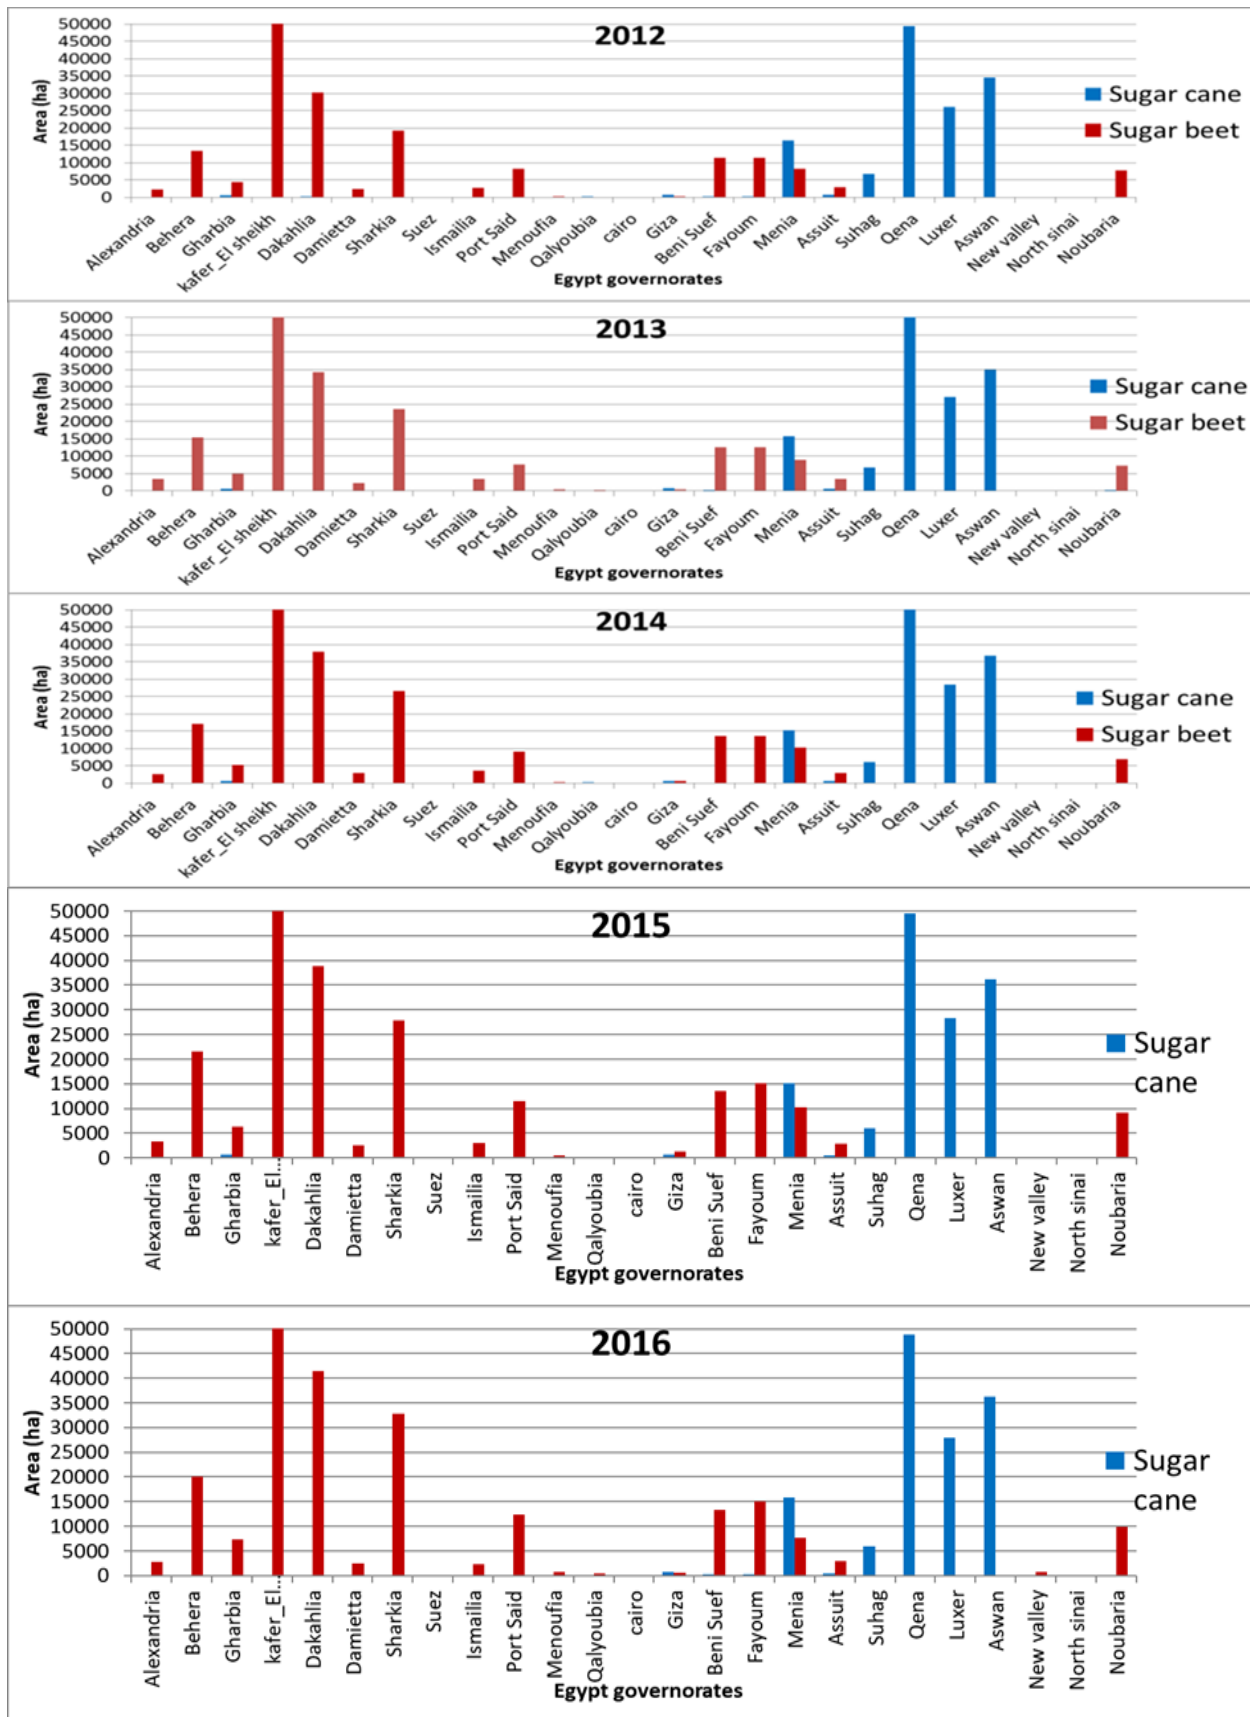 2012
Area (ha)
50000
45000
40000
35000
30000
25000
20000
15000
10000
5000
0
Sugar cane
Sugar beet
Alexandria
Behera
Gharbia
kafer_El sheikh
Dakahlia
Damietta
Sharkia
Suez
Ismailia
Port Said
Menoufia
Qalyoubia
cairo
Giza
Beni Suef
Fayoum
Menia
Assuit
Suhag
Qena
Luxer
Aswan
New valley
North sinai
Noubaria
Egypt governorates
2013
Area (ha)
50000
45000
40000
35000
30000
25000
20000
15000
10000
5000
0
Sugar cane
Sugar beet
Alexandria
Behera
Gharbia
kafer_El sheikh
Dakahlia
Damietta
Sharkia
Suez
Ismailia
Port Said
Menoufia
Qalyoubia
cairo
Giza
Beni Suef
Fayoum
Menia
Assuit
Suhag
Qena
Luxer
Aswan
New valley
North sinai
Noubaria
Egypt governorates
2014
Area (ha)
50000
45000
40000
35000
30000
25000
20000
15000
10000
5000
0
Sugar cane
Sugar beet
Alexandria
Behera
Gharbia
kafer_El sheikh
Dakahlia
Damietta
Sharkia
Suez
Ismailia
Port Said
Menoufia
Qalyoubia
cairo
Giza
Beni Suef
Fayoum
Menia
Assuit
Suhag
Qena
Luxer
Aswan
New valley
North sinai
Noubaria
Egypt governorates
2015
Area (ha)
50000
45000
40000
35000
30000
25000
20000
15000
10000
5000
0
Sugar
cane
Alexandria
Behera
Gharbia
kafer_El...
Dakahlia
Damietta
Sharkia
Suez
Ismailia
Port Said
Menoufia
Qalyoubia
cairo
Giza
Beni Suef
Fayoum
Menia
Assuit
Suhag
Qena
Luxer
Aswan
New valley
North sinai
Noubaria
Egypt governorates
2016
Area (ha)
50000
45000
40000
35000
30000
25000
20000
15000
10000
5000
0
Sugar
cane
Alexandria
Behera
Gharbia
kafer_El...
Dakahlia
Damietta
Sharkia
Suez
Ismailia
Port Said
Menoufia
Qalyoubia
cairo
Giza
Beni Suef
Fayoum
Menia
Assuit
Suhag
Qena
Luxer
Aswan
New valley
North sinai
Noubaria
Egypt governorates